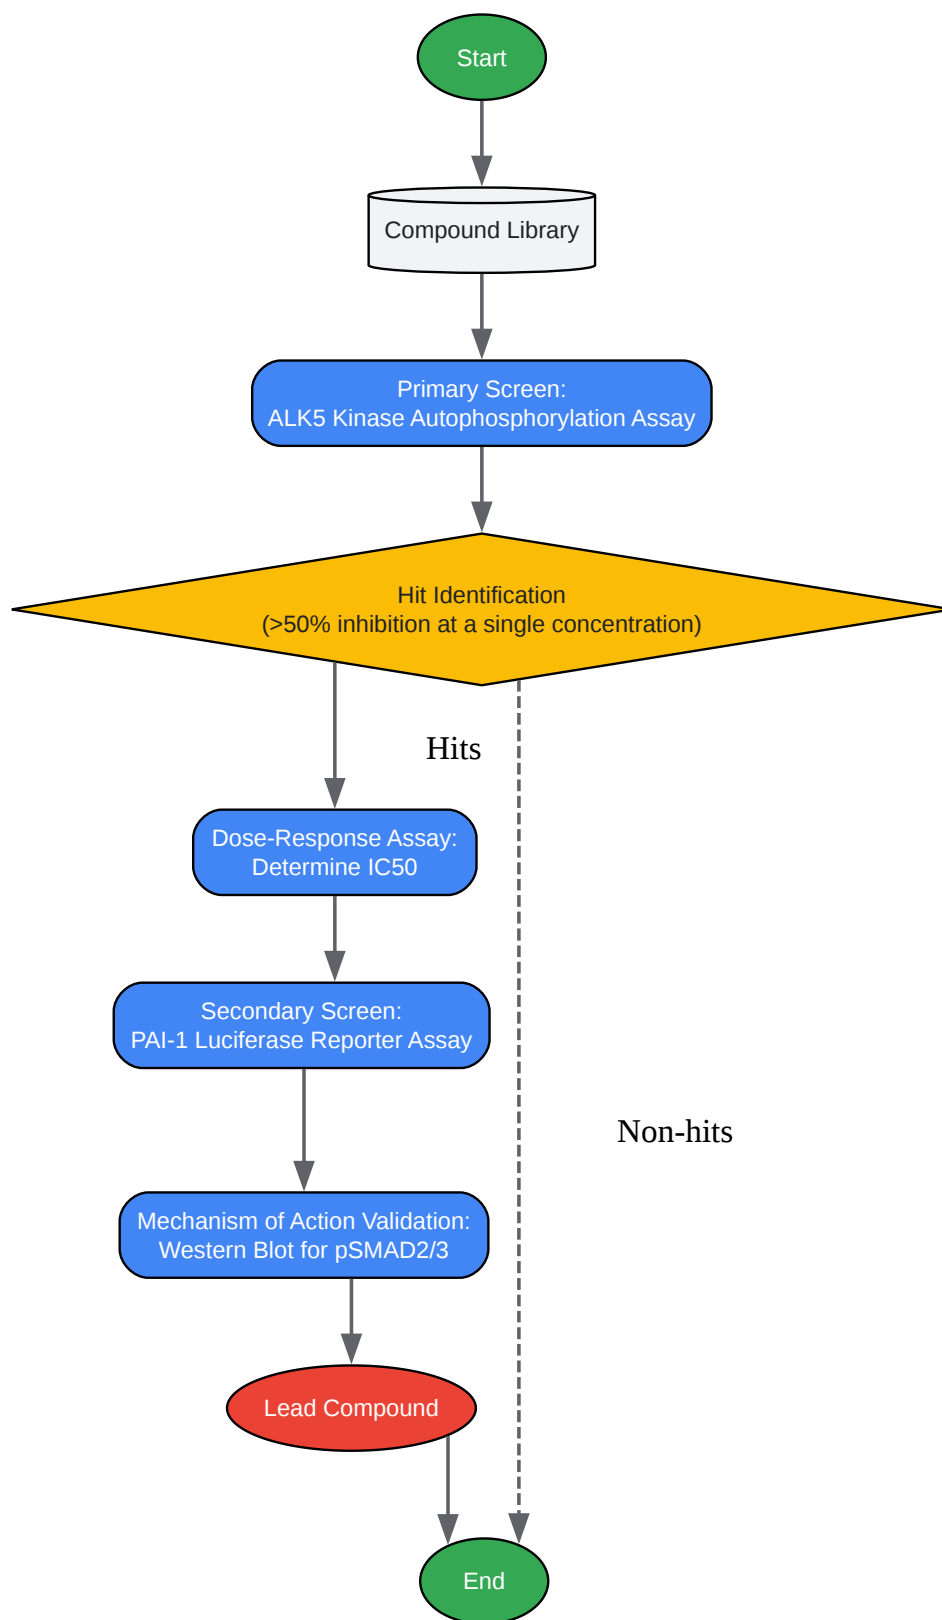 Start
Compound Library
Primary Screen:
ALK5 Kinase Autophosphorylation Assay
Hit Identification
(>50% inhibition at a single concentration)
Hits
Dose-Response Assay:
Determine IC50
Secondary Screen:
PAI-1 Luciferase Reporter Assay
Non-hits
Mechanism of Action Validation:
Western Blot for pSMAD2/3
Lead Compound
End